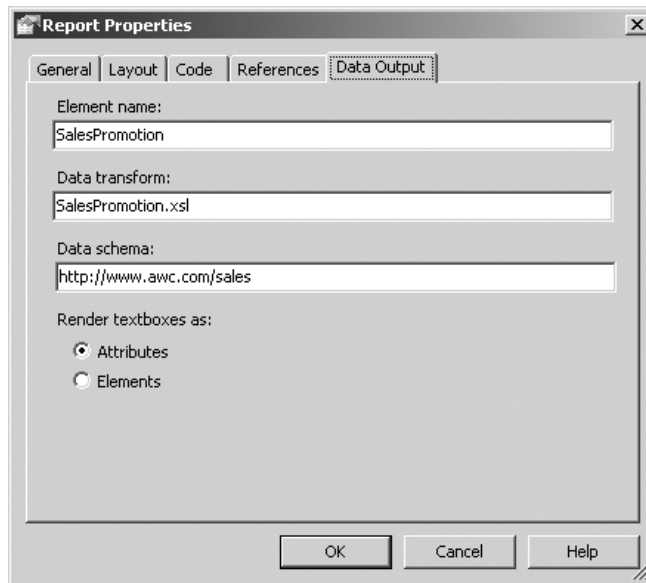 Report Properties
General Layout Code References Data Output
Element name:
SalesPromotion
Data transform:
SalesPromotion.xsl
Data schema:
http://www.awc.com/sales
Render textboxes as:
Attributes
Elements
OK Cancel Help